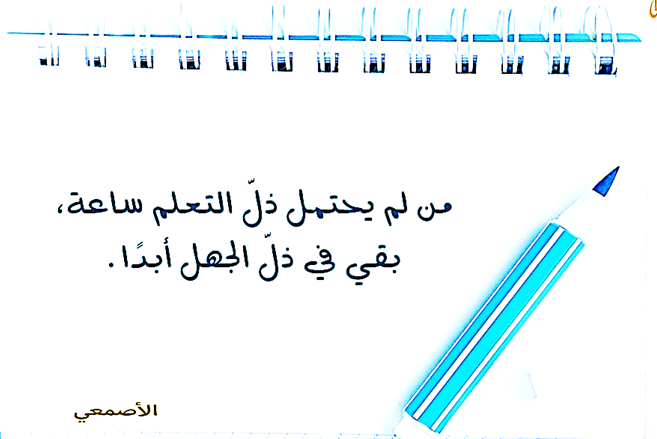 من لم يحتمل ذلّ التعلم ساعة،
بقي في ذلّ الجهل أبدًا.
الأصمعي